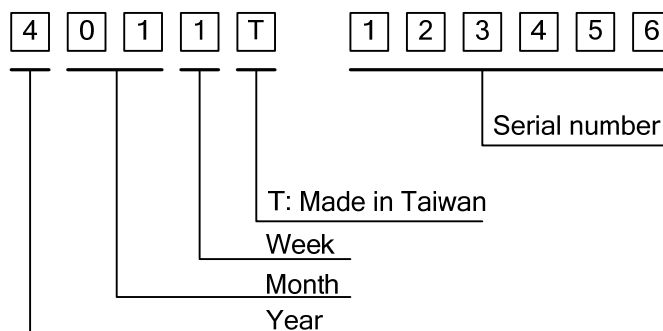 4 0 1 1 T 1 2 3 4 5 6
Serial number
T: Made in Taiwan
Week
Month
Year